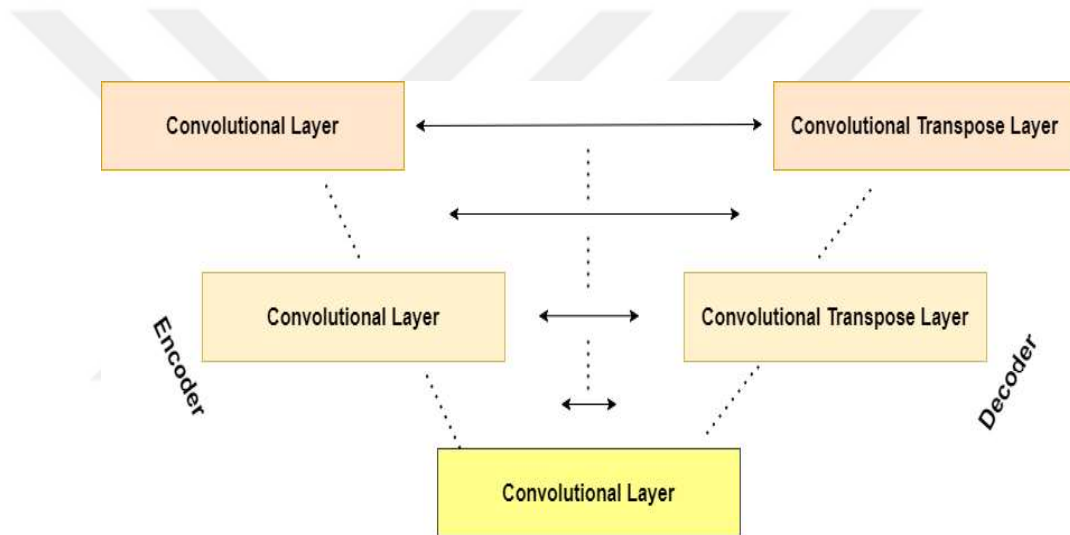 Convolutional Layer
Convolutional Transpose Layer
Convolutional Layer
Convolutional Transpose Layer
Encoder
Decoder
Convolutional Layer